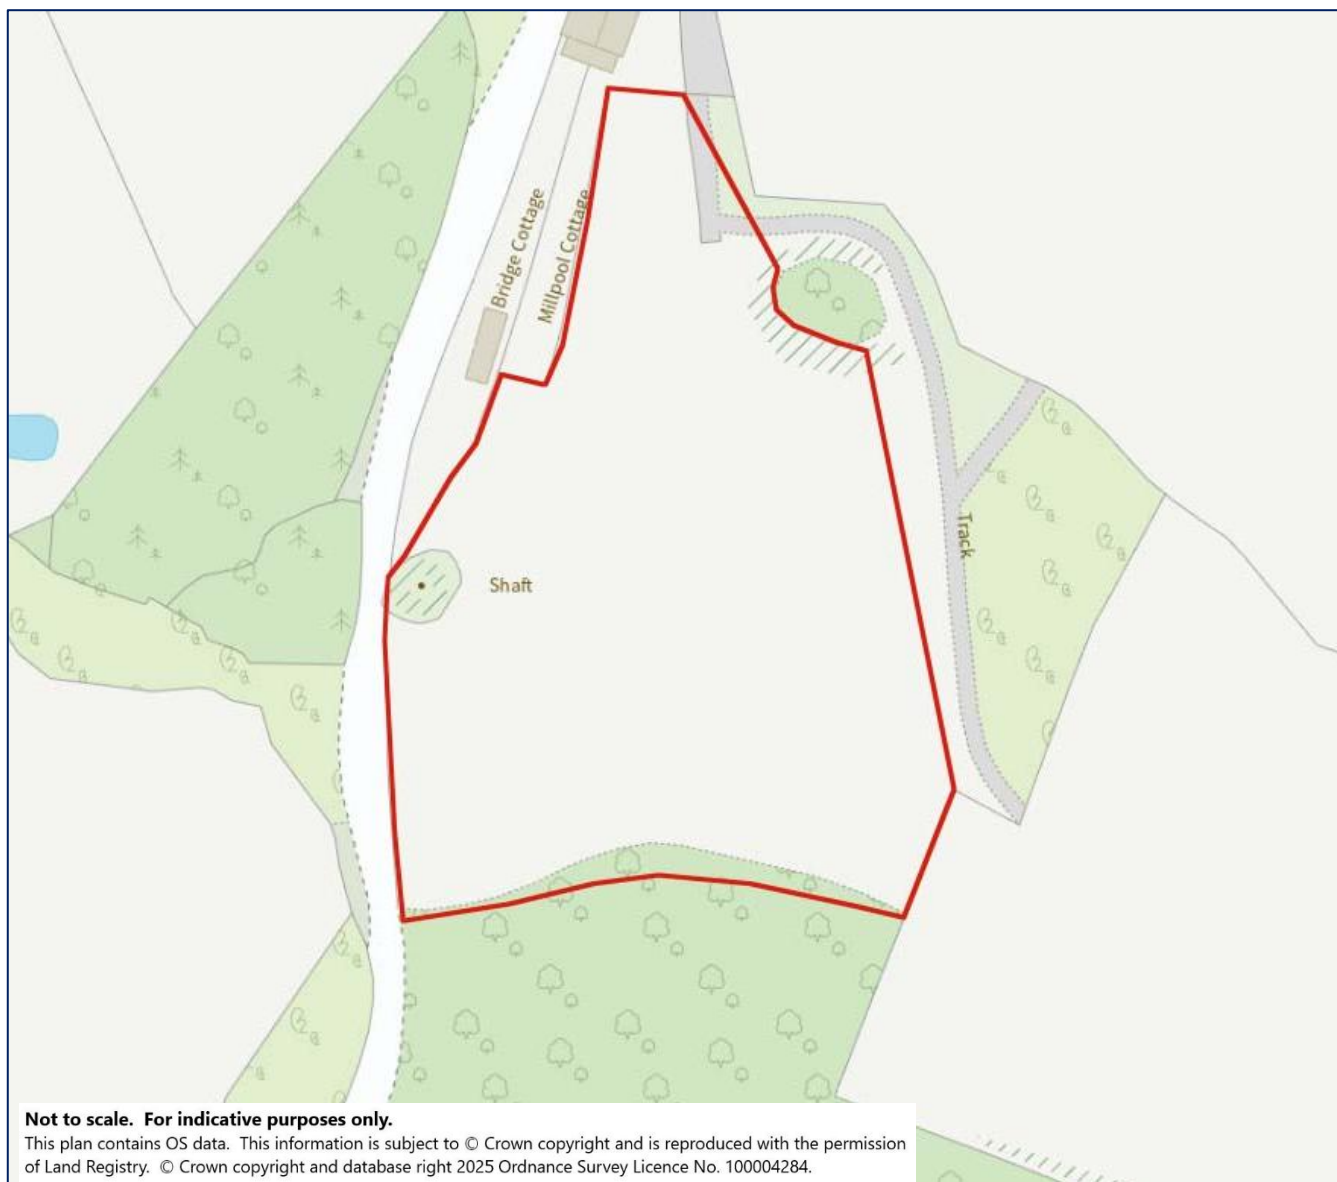 Bridge Cottage
Millpool Cottage
Track
Shaft
Not to scale. For indicative purposes only.
This plan contains OS data. This information is subject to © Crown copyright and is reproduced with the permission
of Land Registry. © Crown copyright and database right 2025 Ordnance Survey Licence No. 100004284.